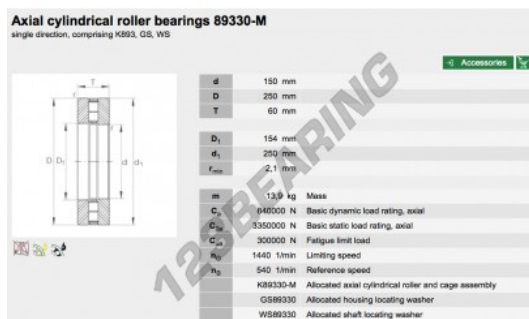 Axial cylindrical roller bearings 89330-M
single direction, comprising K893, GS, WS
Accessories
T
r
r
D D1 d d1
d 150 mm
D 250 mm
T 60 mm
D1 154 mm
d1 250 mm
rmin 2,1 mm
m 13,9 kg Mass
Ca 840000 N Basic dynamic load rating, axial
C0a 3350000 N Basic static load rating, axial
Cua 300000 N Fatigue limit load
nG 1440 1/min Limiting speed
nB 540 1/min Reference speed
K89330-M Allocated axial cylindrical roller and cage assembly
GS89330 Allocated housing locating washer
WS89330 Allocated shaft locating washer
123BEARING